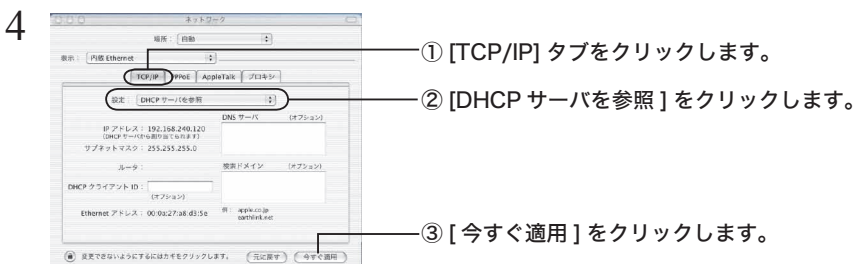 4
ネットワーク
場所： 自動
表示： 内蔵 Ethernet
TCP/IP PPPoE AppleTalk プロキシ
設定： DHCP サーバを参照
DNS サーバ (オプション)
IP アドレス： 192.168.240.120
(DHCP サーバから割り当てられます)
サブネットマスク： 255.255.255.0
ルータ： 検索ドメイン (オプション)
DHCP クライアント ID：
(オプション)
Ethernet アドレス： 00:0a:27:a8:d3:5e 例： apple.co.jp
earthlink.net
変更できないようにするにはカギをクリックします。 元に戻す 今すぐ適用
① [TCP/IP] タブをクリックします。
② [DHCP サーバを参照 ] をクリックします。
③ [ 今すぐ適用 ] をクリックします。